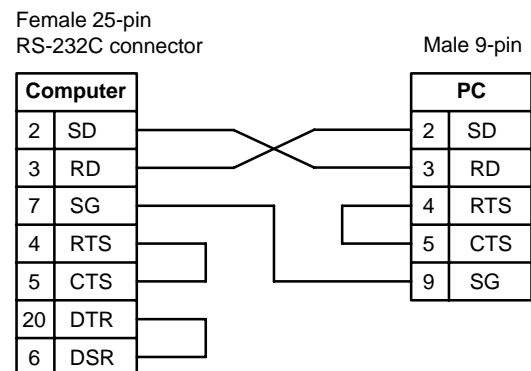 Female 25-pin
RS-232C connector
Male 9-pin
Computer
2 SD
3 RD
7 SG
4 RTS
5 CTS
20 DTR
6 DSR
PC
2 SD
3 RD
4 RTS
5 CTS
9 SG